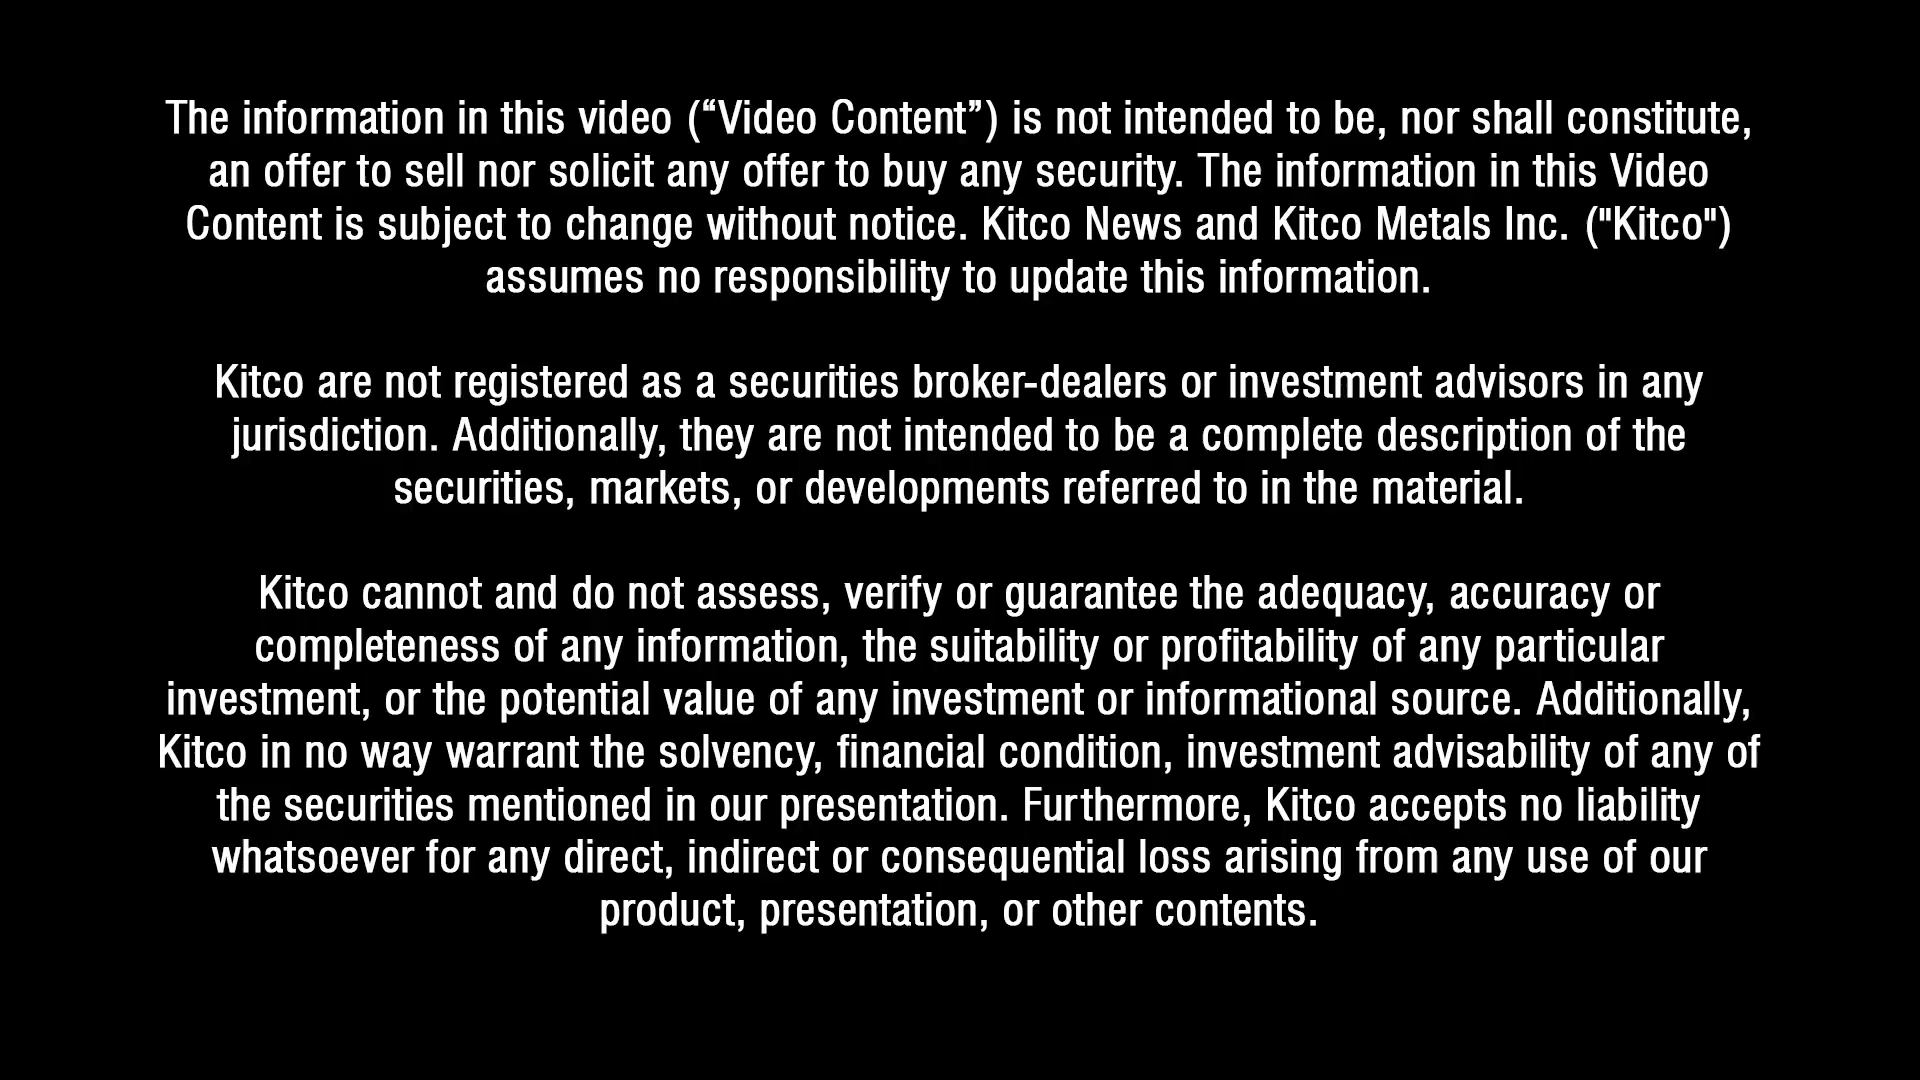 The information in this video (“Video Content”) is not intended to be, nor shall constitute,
an offer to sell nor solicit any offer to buy any security. The information in this Video
Content is subject to change without notice. Kitco News and Kitco Metals Inc. ("Kitco")
assumes no responsibility to update this information.
Kitco are not registered as a securities broker-dealers or investment advisors in any
jurisdiction. Additionally, they are not intended to be a complete description of the
securities, markets, or developments referred to in the material.
Kitco cannot and do not assess, verify or guarantee the adequacy, accuracy or
completeness of any information, the suitability or profitability of any particular
investment, or the potential value of any investment or informational source. Additionally,
Kitco in no way warrant the solvency, financial condition, investment advisability of any of
the securities mentioned in our presentation. Furthermore, Kitco accepts no liability
whatsoever for any direct, indirect or consequential loss arising from any use of our
product, presentation, or other contents.